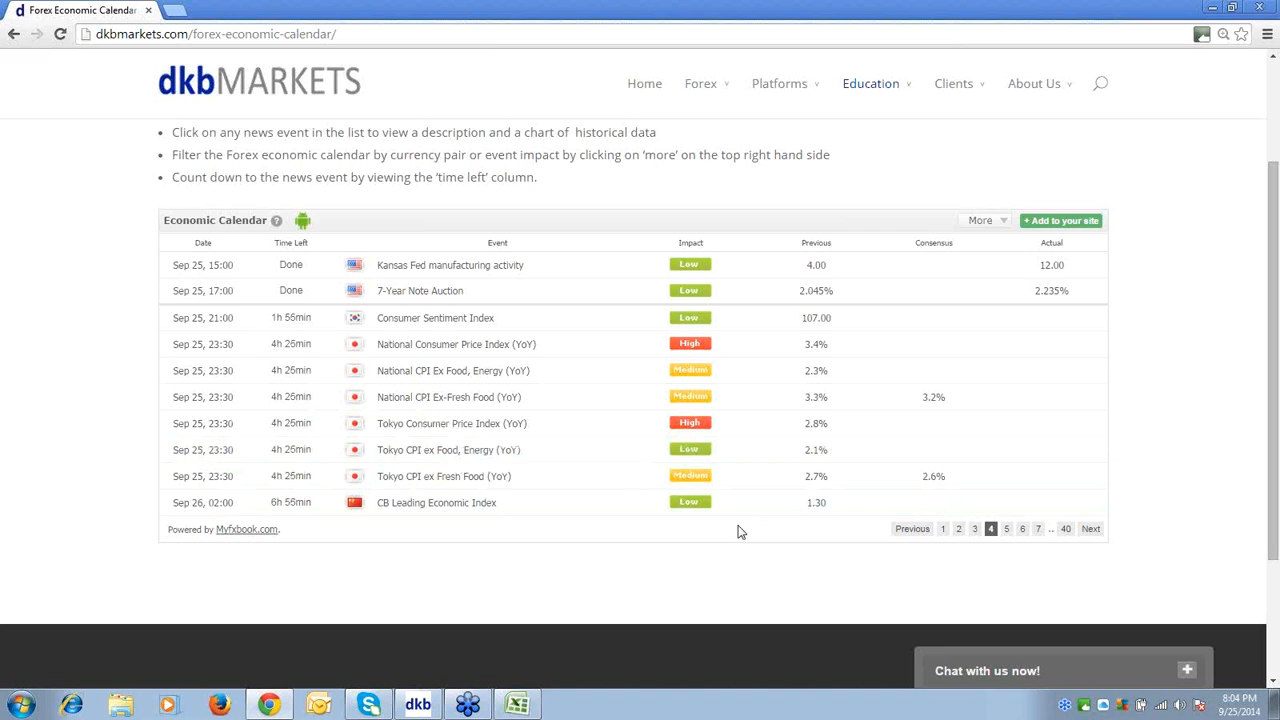 d Forex Economic Calendar
dkbmarkets.com/forex-economic-calendar/
dkbMARKETS Home Forex Platforms Education Clients About Us
• Click on any news event in the list to view a description and a chart of historical data
• Filter the Forex economic calendar by currency pair or event impact by clicking on 'more' on the top right hand side
• Count down to the news event by viewing the 'time left' column.
Economic Calendar ? More + Add to your site
Date Time Left Event Impact Previous Consensus Actual
Sep 25, 15:00 Done Kansas Fed manufacturing activity Low 4.00 12.00
Sep 25, 17:00 Done 7-Year Note Auction Low 2.045% 2.235%
Sep 25, 21:00 1h 56min Consumer Sentiment Index Low 107.00
Sep 25, 23:30 4h 26min National Consumer Price Index (YoY) High 3.4%
Sep 25, 23:30 4h 26min National CPI Ex Food, Energy (YoY) Medium 2.3%
Sep 25, 23:30 4h 26min National CPI Ex-Fresh Food (YoY) Medium 3.3% 3.2%
Sep 25, 23:30 4h 26min Tokyo Consumer Price Index (YoY) High 2.8%
Sep 25, 23:30 4h 26min Tokyo CPI ex Food, Energy (YoY) Low 2.1%
Sep 25, 23:30 4h 26min Tokyo CPI ex Fresh Food (YoY) Medium 2.7% 2.6%
Sep 26, 02:00 6h 56min CB Leading Economic Index Low 1.30
Powered by Myfxbook.com. Previous 1 2 3 4 5 6 7 .. 40 Next
Chat with us now! +
dkb
8:04 PM
9/25/2014